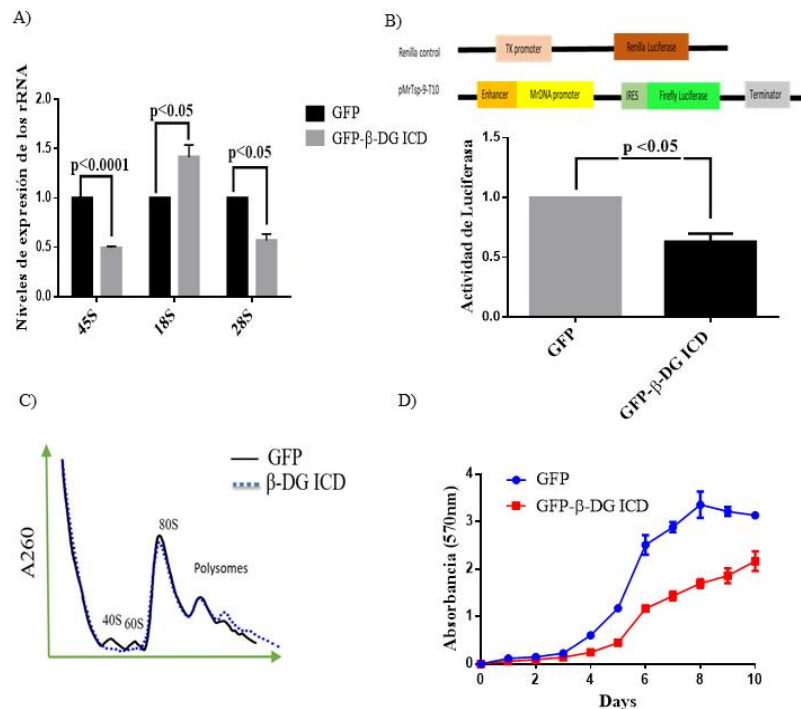 A)
Niveles de expresión de los rRNA
2.0
1.5
1.0
0.5
0.0
p<0.0001
p<0.05
p<0.05
45S
18S
28S
GFP
GFP-β-DG ICD
B)
Renilla control
TK promoter
Renilla Luciferase
pMrTsp-9-T10
Enhancer
MrDNA promoter
IRES
Firefly Luciferase
Terminator
Actividad de Luciferasa
1.5
1.0
0.5
0.0
p <0.05
GFP
GFP-β-DG ICD
C)
GFP
β-DG ICD
A260
40S
60S
80S
Polysomes
D)
Absorbancia (570nm)
4
3
2
1
0
GFP
GFP-β-DG ICD
0
2
4
6
8
10
Days